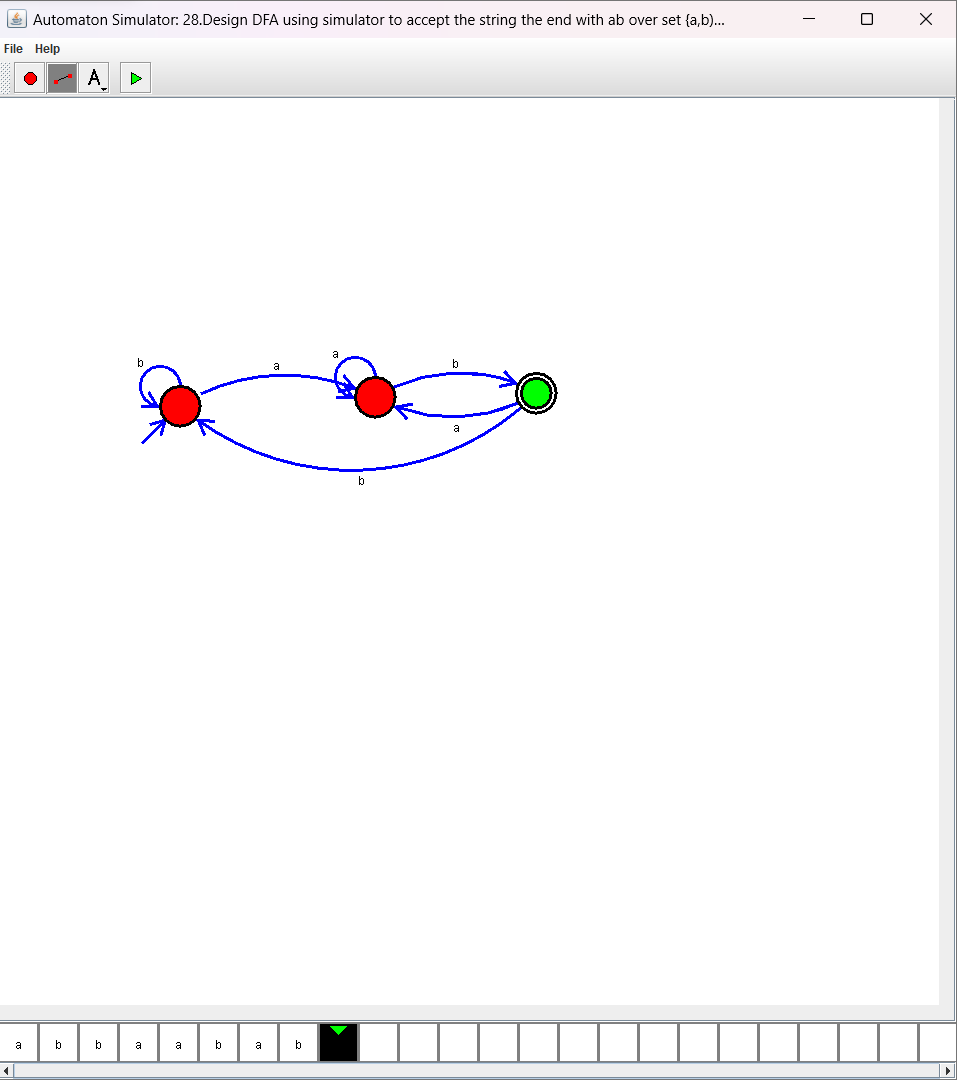 Automaton Simulator: 28.Design DFA using simulator to accept the string the end with ab over set {a,b)...
File Help
A
b
a
a
b
a
b
a b b a a b a b